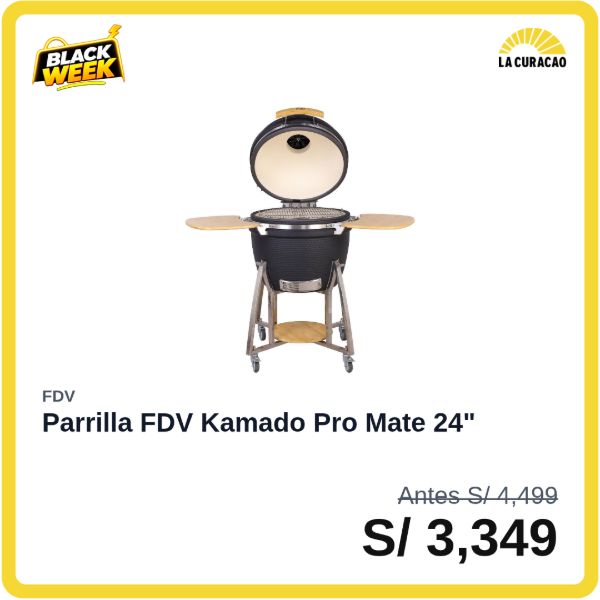 BLACK
WEEK
LA CURACAO
FDV
Parrilla FDV Kamado Pro Mate 24"
Antes S/ 4,499
S/ 3,349